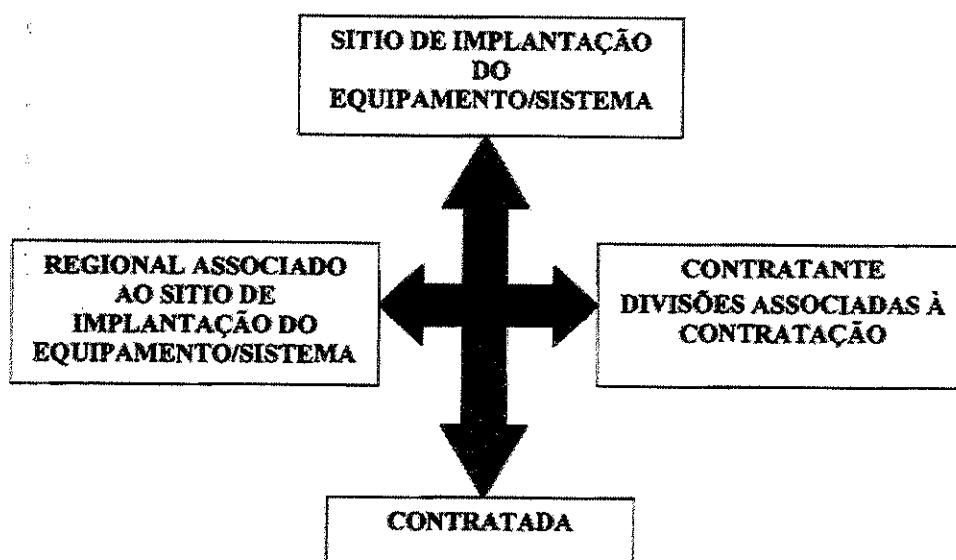 SITIO DE IMPLANTAÇÃO
DO
EQUIPAMENTO/SISTEMA
REGIONAL ASSOCIADO
AO SITIO DE
IMPLANTAÇÃO DO
EQUIPAMENTO/SISTEMA
CONTRATANTE
DIVISÕES ASSOCIADAS À
CONTRATAÇÃO
CONTRATADA